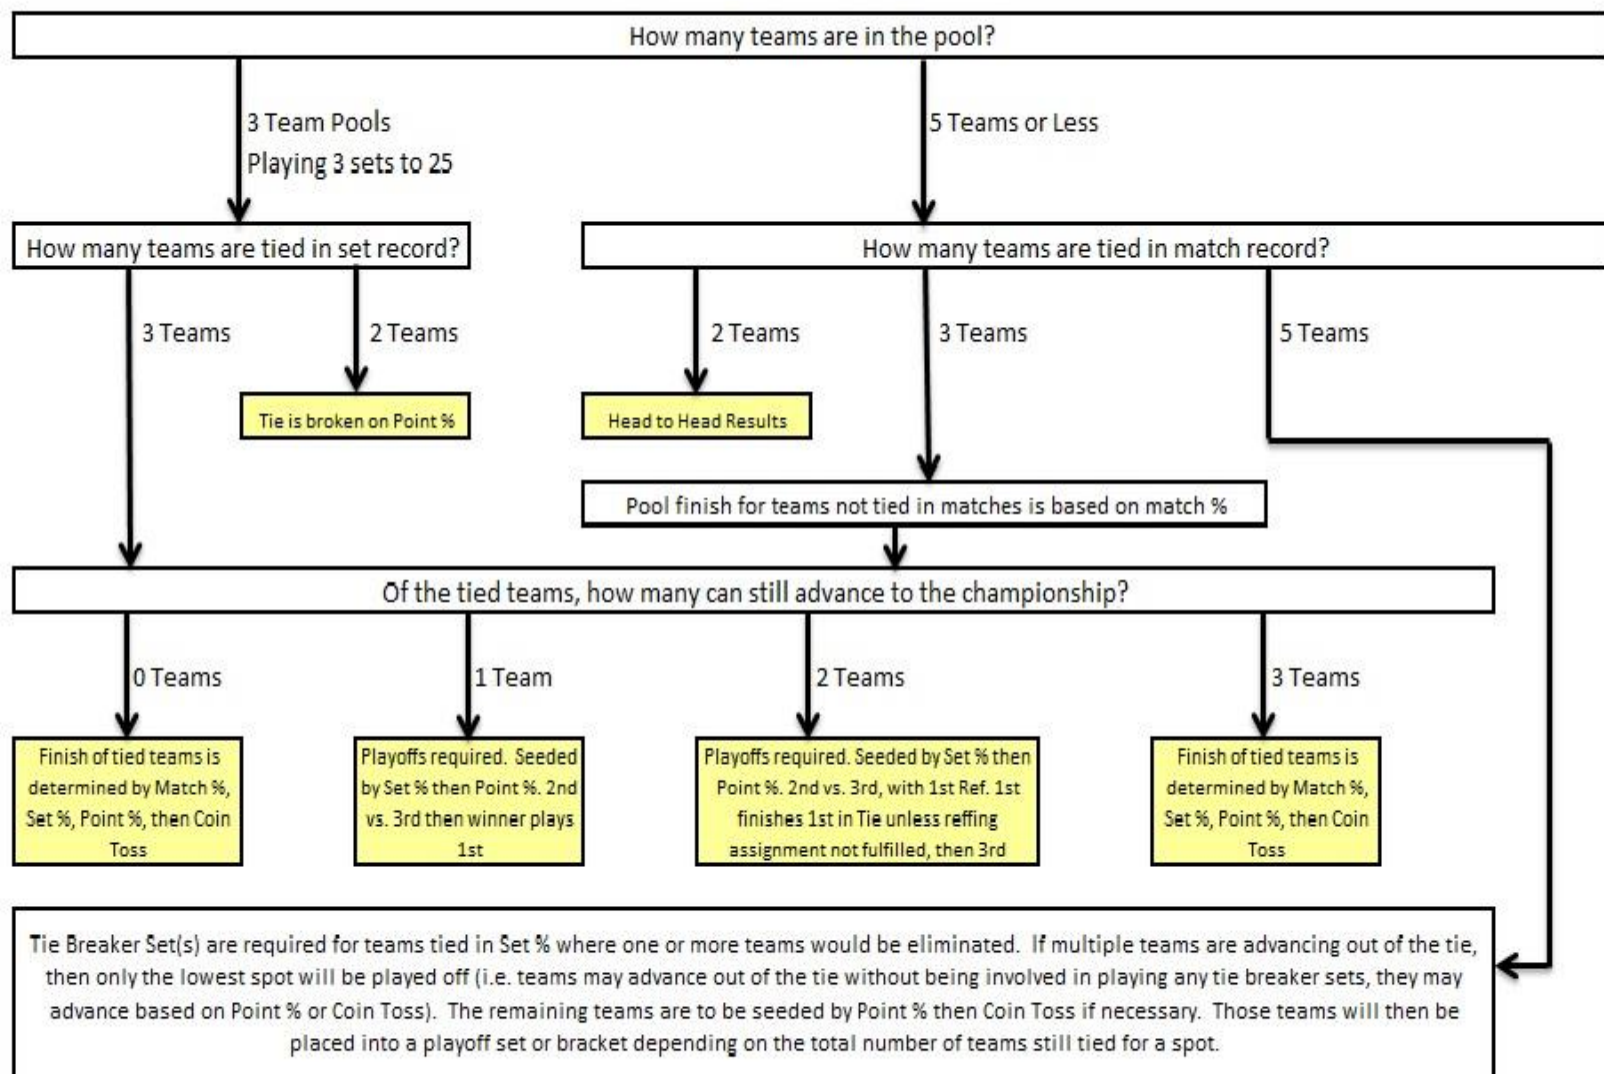 How many teams are in the pool?
3 Team Pools
Playing 3 sets to 25
5 Teams or Less
How many teams are tied in set record?
How many teams are tied in match record?
3 Teams
2 Teams
2 Teams
3 Teams
5 Teams
Tie is broken on Point %
Head to Head Results
Pool finish for teams not tied in matches is based on match %
Of the tied teams, how many can still advance to the championship?
0 Teams
1 Team
2 Teams
3 Teams
Finish of tied teams is
determined by Match %,
Set %, Point %, then Coin
Toss
Playoffs required. Seeded
by Set % then Point %. 2nd
vs. 3rd then winner plays
1st
Playoffs required. Seeded by Set % then
Point %. 2nd vs. 3rd, with 1st Ref. 1st
finishes 1st in Tie unless reffing
assignment not fulfilled, then 3rd
Finish of tied teams is
determined by Match %,
Set %, Point %, then Coin
Toss
Tie Breaker Set(s) are required for teams tied in Set % where one or more teams would be eliminated. If multiple teams are advancing out of the tie,
then only the lowest spot will be played off (i.e. teams may advance out of the tie without being involved in playing any tie breaker sets, they may
advance based on Point % or Coin Toss). The remaining teams are to be seeded by Point % then Coin Toss if necessary. Those teams will then be
placed into a playoff set or bracket depending on the total number of teams still tied for a spot.